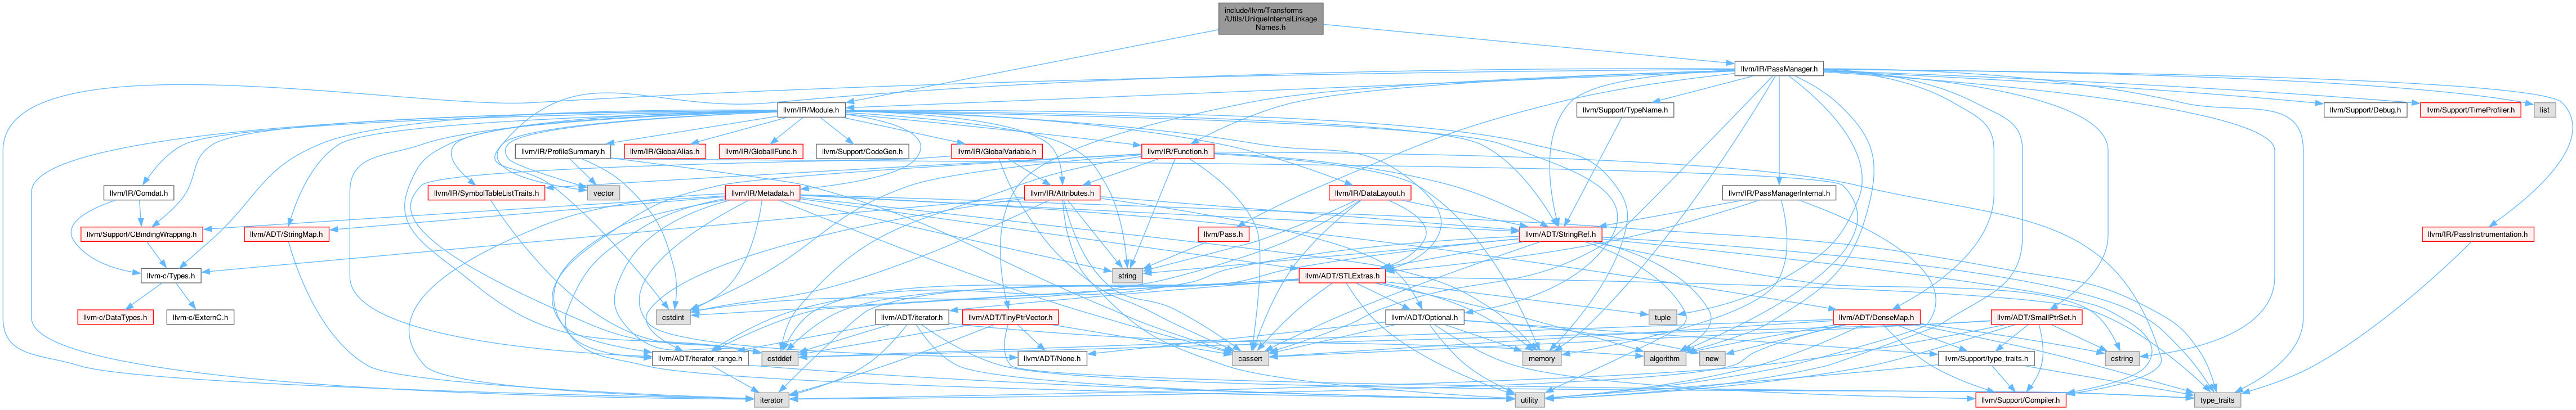 include/llvm/Transforms
/Utils/UniqueInternalLinkage
Names.h
llvm/IR/PassManager.h
llvm/IR/Module.h
llvm/Support/TypeName.h
llvm/Support/Debug.h
llvm/Support/TimeProfiler.h
list
llvm/IR/ProfileSummary.h
llvm/IR/GlobalAlias.h
llvm/IR/GlobalIFunc.h
llvm/Support/CodeGen.h
llvm/IR/GlobalVariable.h
llvm/IR/Function.h
llvm/IR/Comdat.h
llvm/IR/SymbolTableListTraits.h
vector
llvm/IR/Metadata.h
llvm/IR/Attributes.h
llvm/IR/DataLayout.h
llvm/IR/PassManagerInternal.h
llvm/Support/CBindingWrapping.h
llvm/ADT/StringMap.h
llvm/Pass.h
llvm/ADT/StringRef.h
llvm/IR/PassInstrumentation.h
llvm-c/Types.h
string
llvm/ADT/STLExtras.h
llvm-c/DataTypes.h
llvm-c/ExternC.h
cstdint
llvm/ADT/iterator.h
llvm/ADT/TinyPtrVector.h
llvm/ADT/Optional.h
tuple
llvm/ADT/DenseMap.h
llvm/ADT/SmallPtrSet.h
llvm/ADT/iterator_range.h
cstddef
llvm/ADT/None.h
cassert
memory
algorithm
new
llvm/Support/type_traits.h
cstring
iterator
utility
llvm/Support/Compiler.h
type_traits